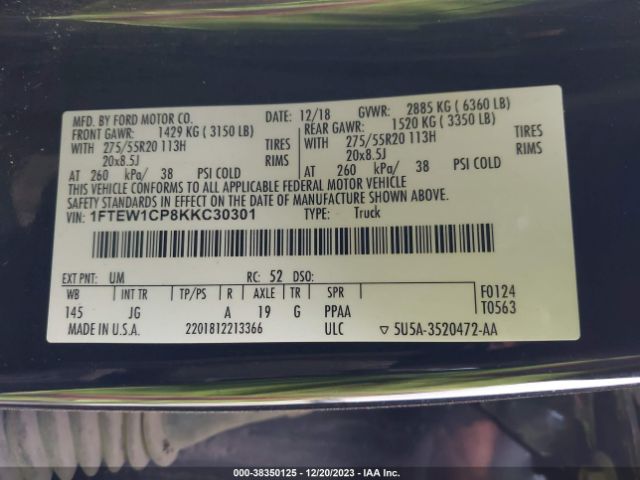 MFD. BY FORD MOTOR CO. DATE: 12/18 GVWR: 2885 KG ( 6360 LB)
FRONT GAWR: 1429 KG ( 3150 LB) REAR GAWR: 1520 KG ( 3350 LB)
WITH 275/55R20 113H TIRES WITH 275/55R20 113H TIRES
20x8.5J RIMS 20x8.5J RIMS
AT 260 kPa/ 38 PSI COLD AT 260 kPa/ 38 PSI COLD
THIS VEHICLE CONFORMS TO ALL APPLICABLE FEDERAL MOTOR VEHICLE
SAFETY STANDARDS IN EFFECT ON THE DATE OF MANUFACTURE SHOWN ABOVE.
VIN: 1FTEW1CP8KKC30301 TYPE: Truck
EXT PNT: UM RC: 52 DSO:
WB INT TR TP/PS R AXLE TR SPR F0124
145 JG A 19 G PPAA T0563
MADE IN U.S.A. 2201812213366 ULC ▽ 5U5A-3520472-AA
000-38350125 - 12/20/2023 - IAA Inc.